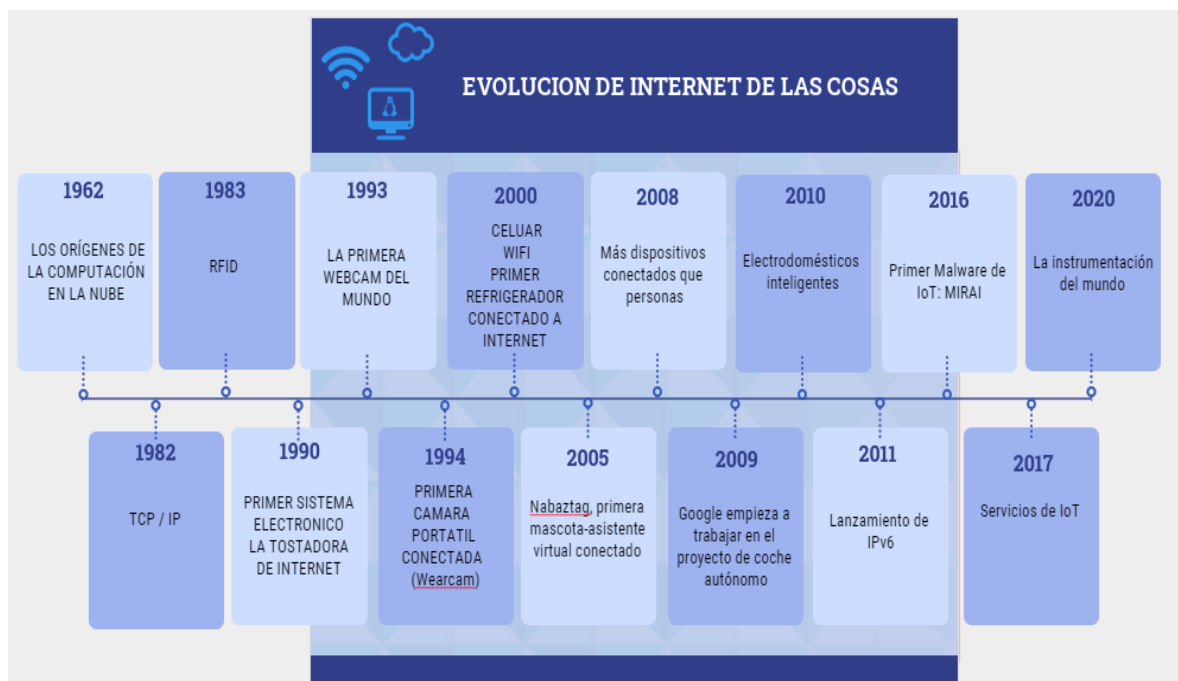 EVOLUCION DE INTERNET DE LAS COSAS
1962
LOS ORÍGENES DE
LA COMPUTACIÓN
EN LA NUBE
1982
TCP / IP
1983
RFID
1990
PRIMER SISTEMA
ELECTRONICO
LA TOSTADORA
DE INTERNET
1993
LA PRIMERA
WEBCAM DEL
MUNDO
1994
PRIMERA
CAMARA
PORTATIL
CONECTADA
(Wearcam)
2000
CELUAR
WIFI
PRIMER
REFRIGERADOR
CONECTADO A
INTERNET
2005
Nabaztag, primera
mascota-asistente
virtual conectado
2008
Más dispositivos
conectados que
personas
2009
Google empieza a
trabajar en el
proyecto de coche
autónomo
2010
Electrodomésticos
inteligentes
2011
Lanzamiento de
IPv6
2016
Primer Malware de
IoT: MIRAI
2017
Servicios de IoT
2020
La instrumentación
del mundo